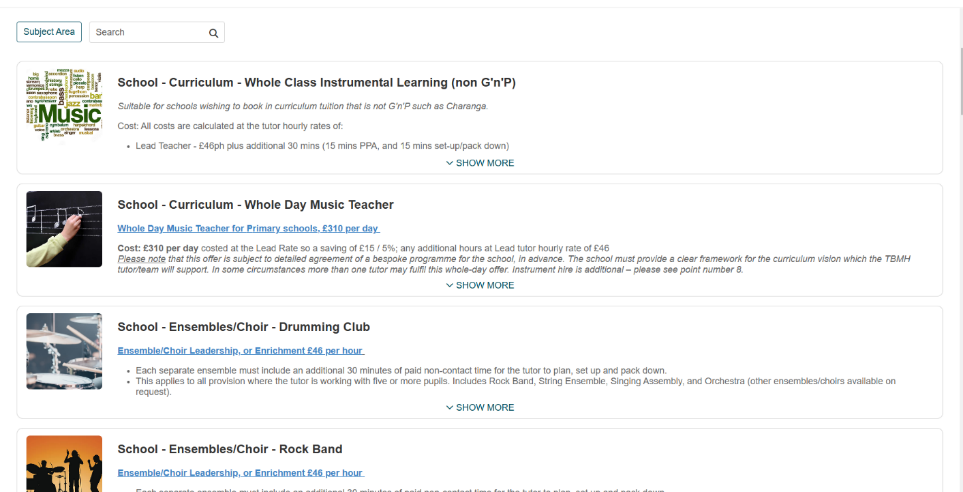 Subject Area
Search
School - Curriculum - Whole Class Instrumental Learning (non G'n'P)
Suitable for schools wishing to book in curriculum tuition that is not G'n'P such as Charanga.
Cost: All costs are calculated at the tutor hourly rates of:
• Lead Teacher - £46ph plus additional 30 mins (15 mins PPA, and 15 mins set-up/pack down)
SHOW MORE
Music
jazz
bass
School - Curriculum - Whole Day Music Teacher
Whole Day Music Teacher for Primary schools, £310 per day
Cost: £310 per day costed at the Lead Rate so a saving of £15 / 5%; any additional hours at Lead tutor hourly rate of £46
Please note that this offer is subject to detailed agreement of a bespoke programme for the school, in advance. The school must provide a clear framework for the curriculum vision which the TBMH
tutor/team will support. In some circumstances more than one tutor may fulfil this whole-day offer. Instrument hire is additional – please see point number 8.
SHOW MORE
School - Ensembles/Choir - Drumming Club
Ensemble/Choir Leadership, or Enrichment £46 per hour
• Each separate ensemble must include an additional 30 minutes of paid non-contact time for the tutor to plan, set up and pack down.
• This applies to all provision where the tutor is working with five or more pupils. Includes Rock Band, String Ensemble, Singing Assembly, and Orchestra (other ensembles/choirs available on
request).
SHOW MORE
School - Ensembles/Choir - Rock Band
Ensemble/Choir Leadership, or Enrichment £46 per hour
Each separate ensemble must include an additional 30 minutes of paid non-contact time for the tutor to plan, set up and pack down